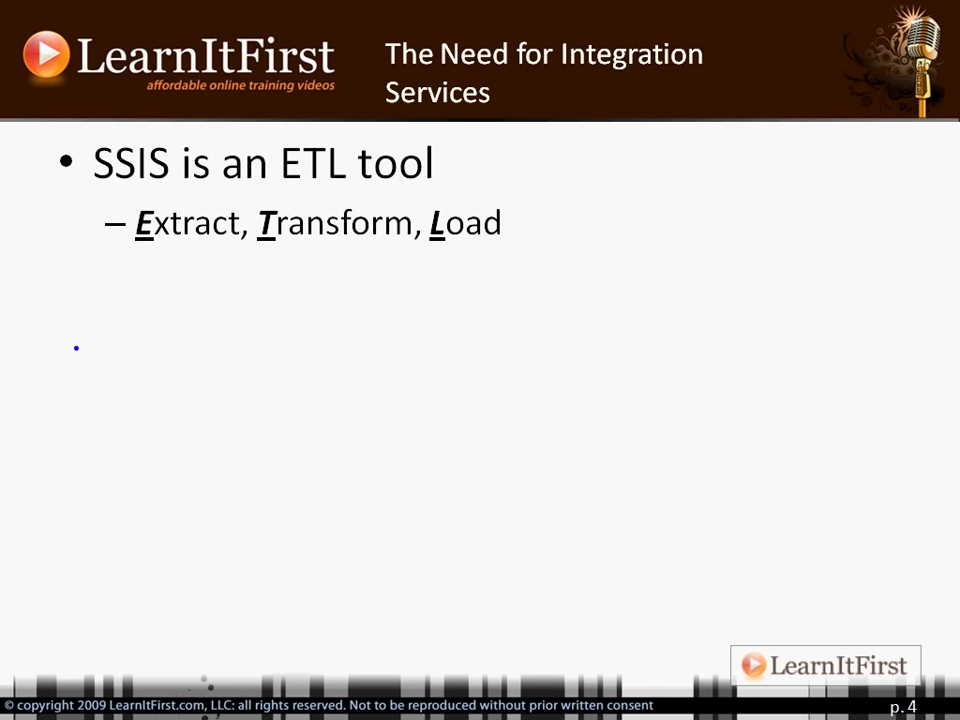 LearnItFirst
affordable online training videos
The Need for Integration
Services
• SSIS is an ETL tool
– Extract, Transform, Load
LearnItFirst
© copyright 2009 LearnItFirst.com, LLC: all rights reserved. Not to be reproduced without prior written consent
p. 4